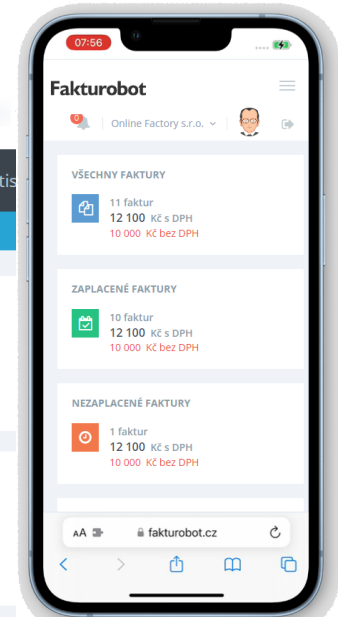 07:56
Fakturobot
0
Online Factory s.r.o.
tis
VŠECHNY FAKTURY
11 faktur
12 100 Kč s DPH
10 000 Kč bez DPH
ZAPLACENÉ FAKTURY
10 faktur
12 100 Kč s DPH
10 000 Kč bez DPH
NEZAPLACENÉ FAKTURY
1 faktur
12 100 Kč s DPH
10 000 Kč bez DPH
AA
fakturobot.cz